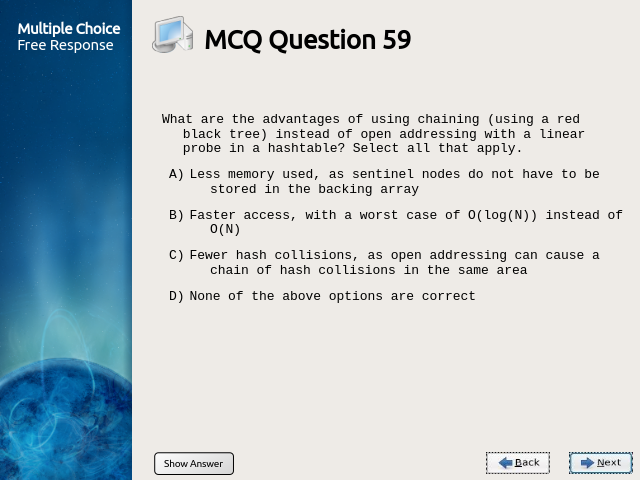 Multiple Choice
Free Response
MCQ Question 59
What are the advantages of using chaining (using a red
black tree) instead of open addressing with a linear
probe in a hashtable? Select all that apply.
A) Less memory used, as sentinel nodes do not have to be
stored in the backing array
B) Faster access, with a worst case of O(log(N)) instead of
O(N)
C) Fewer hash collisions, as open addressing can cause a
chain of hash collisions in the same area
D) None of the above options are correct
Show Answer
Back
Next